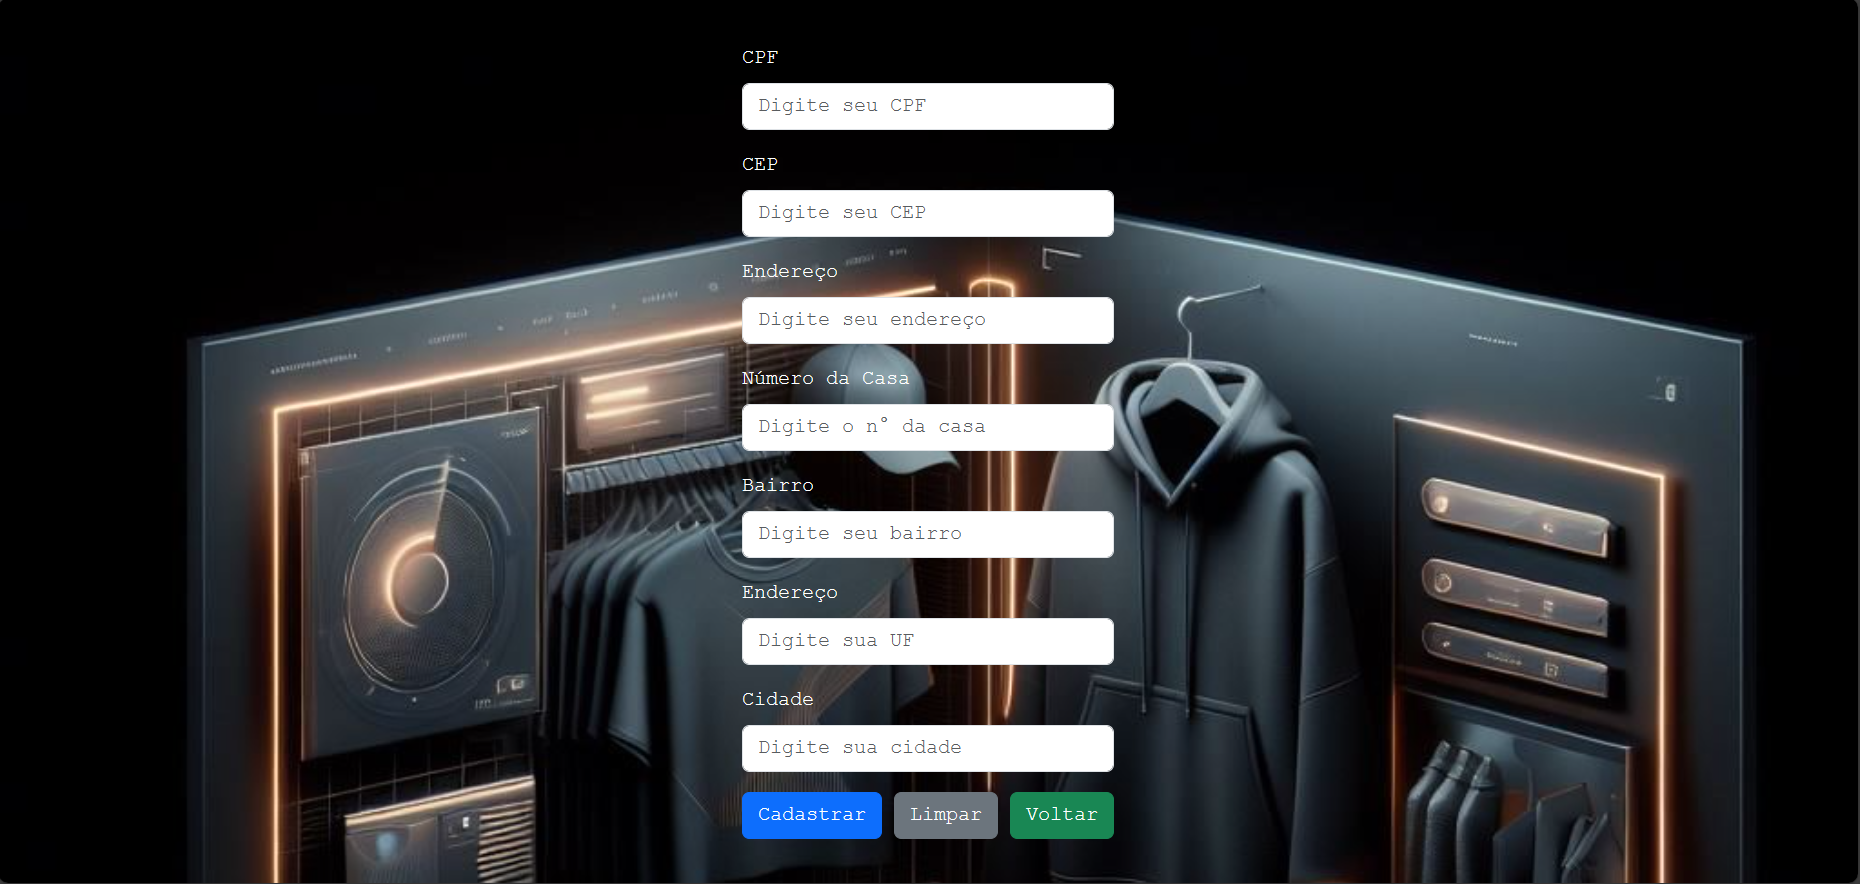 CPF
Digite seu CPF
CEP
Digite seu CEP
Endereço
Digite seu endereço
Número da Casa
Digite o n° da casa
Bairro
Digite seu bairro
Endereço
Digite sua UF
Cidade
Digite sua cidade
Cadastrar
Limpar
Voltar